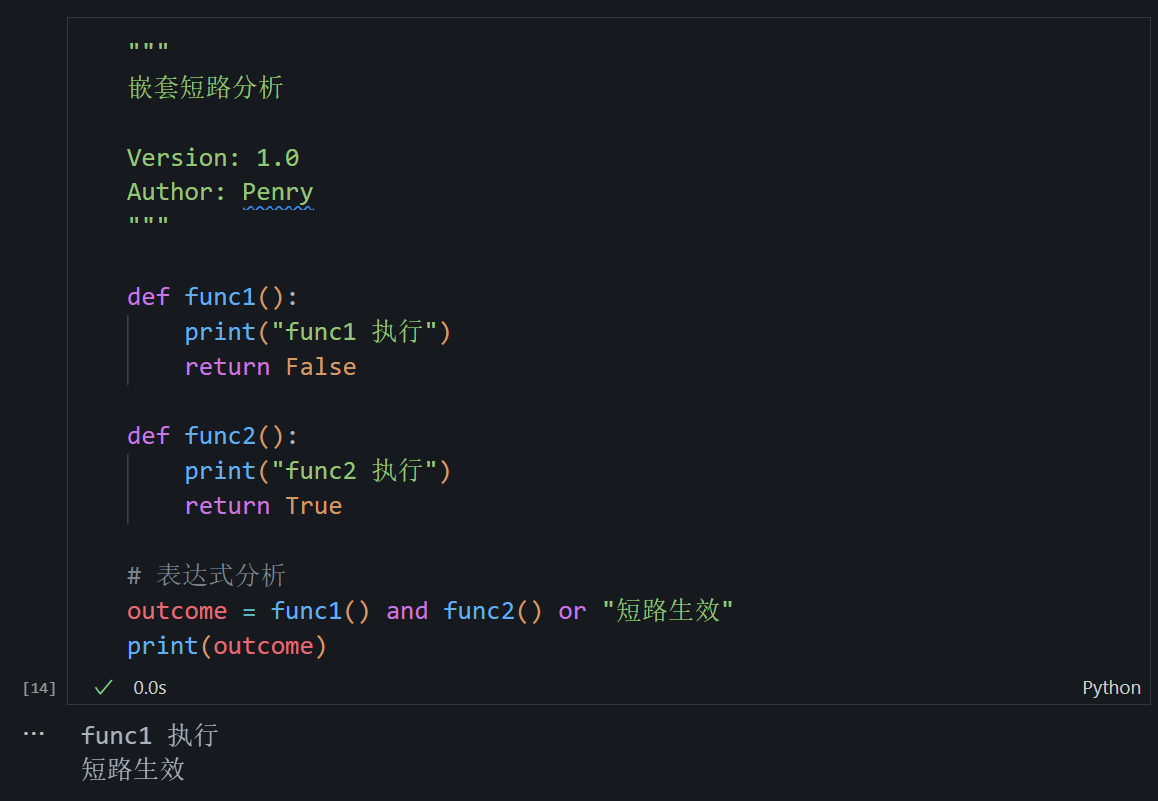 """
嵌套短路分析
Version: 1.0
Author: Penry
"""
def func1():
    print("func1 执行")
    return False
def func2():
    print("func2 执行")
    return True
# 表达式分析
outcome = func1() and func2() or "短路生效"
print(outcome)
[14] ✓ 0.0s Python
... func1 执行
短路生效